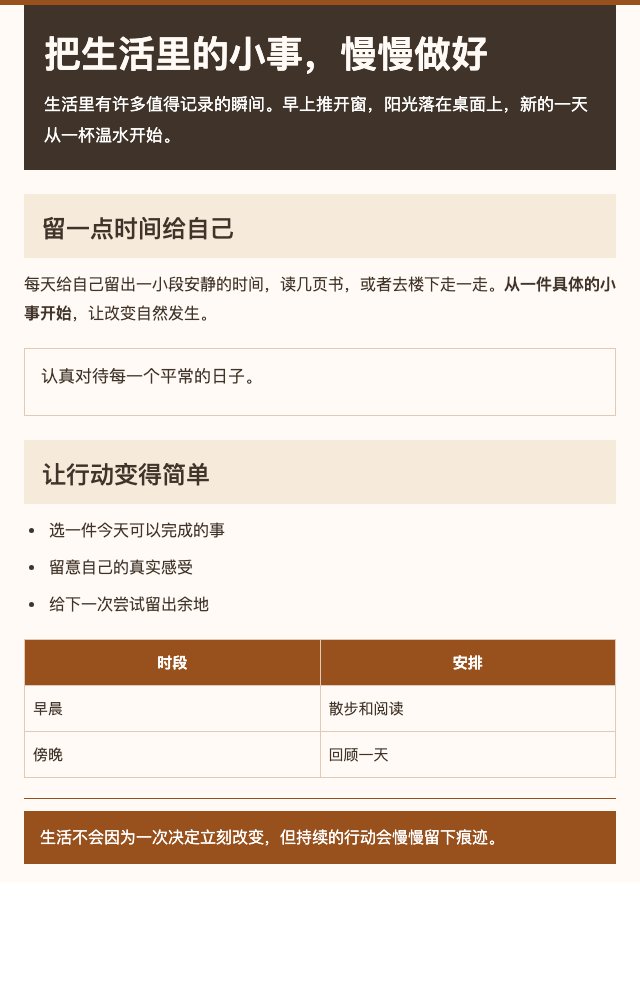 把生活里的小事，慢慢做好
生活里有许多值得记录的瞬间。早上推开窗，阳光落在桌面上，新的一天
从一杯温水开始。
留一点时间给自己
每天给自己留出一小段安静的时间，读几页书，或者去楼下走一走。从一件具体的小
事开始，让改变自然发生。
认真对待每一个平常的日子。
让行动变得简单
• 选一件今天可以完成的事
• 留意自己的真实感受
• 给下一次尝试留出余地
时段 安排
早晨 散步和阅读
傍晚 回顾一天
生活不会因为一次决定立刻改变，但持续的行动会慢慢留下痕迹。